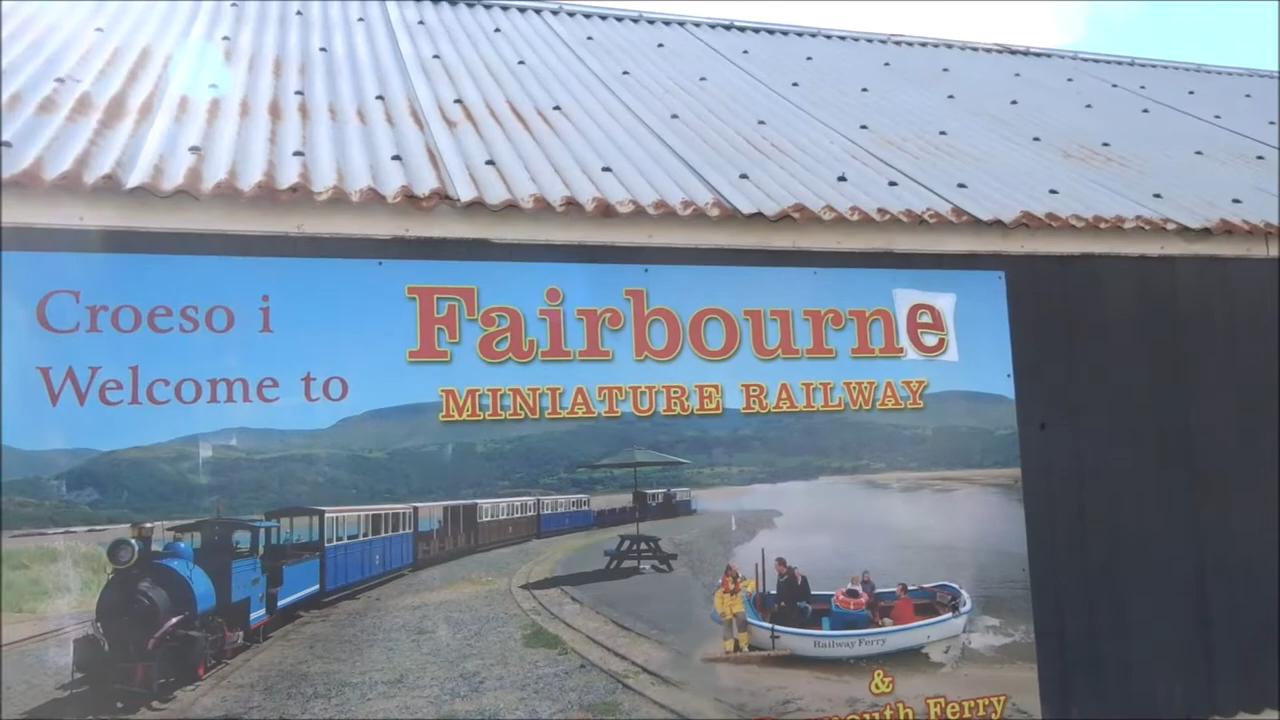 Croeso i
Welcome to
Fairbourne
MINIATURE RAILWAY
Railway Ferry
&
Ferry